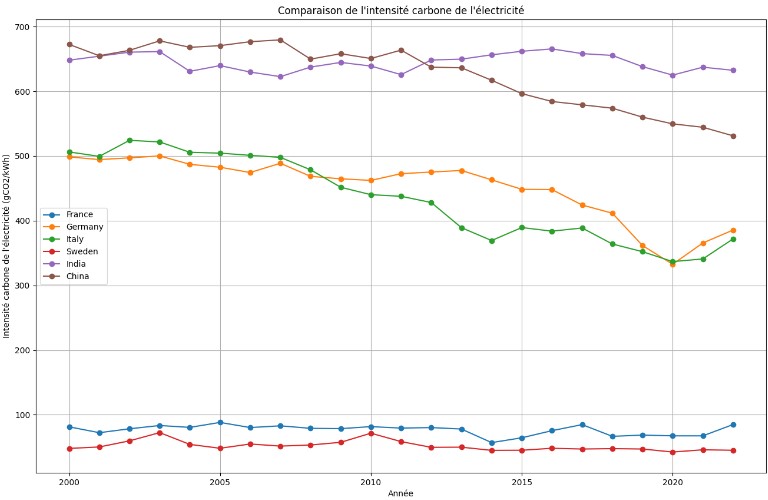 Comparaison de l'intensité carbone de l'électricité
Intensité carbone de l'électricité (gCO2/kWh)
700
600
500
400
300
200
100
France
Germany
Italy
Sweden
India
China
2000
2005
2010
2015
2020
Année